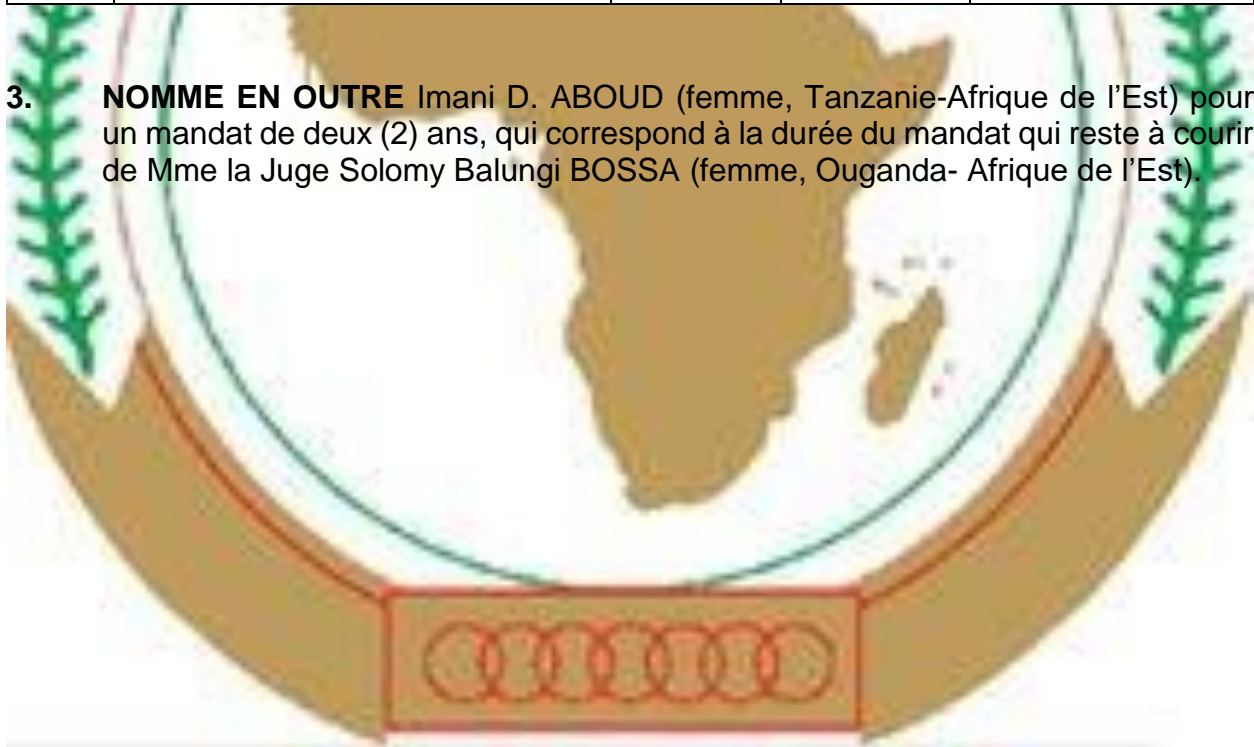 3. NOMME EN OUTRE Imani D. ABOUD (femme, Tanzanie-Afrique de l’Est) pour
un mandat de deux (2) ans, qui correspond à la durée du mandat qui reste à courir
de Mme la Juge Solomy Balungi BOSSA (femme, Ouganda- Afrique de l’Est).